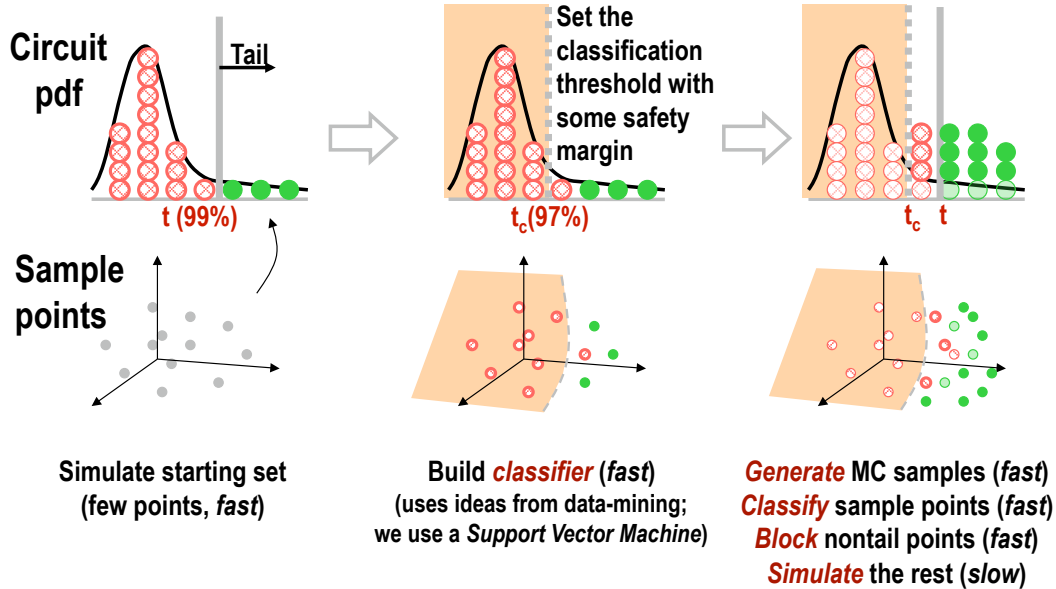 Circuit
pdf
Tail
t (99%)
Set the
classification
threshold with
some safety
margin
tc(97%)
tc t
Sample
points
Simulate starting set
(few points, fast)
Build classifier (fast)
(uses ideas from data-mining;
we use a Support Vector Machine)
Generate MC samples (fast)
Classify sample points (fast)
Block nontail points (fast)
Simulate the rest (slow)